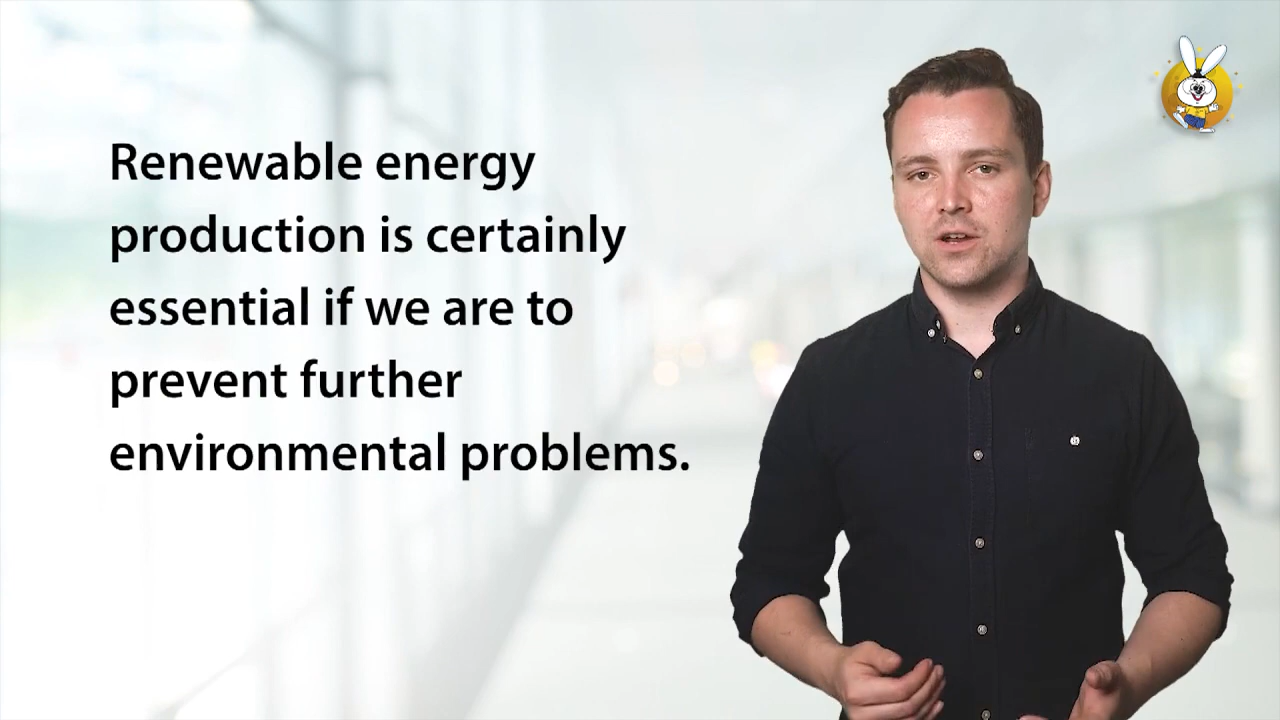 Renewable energy
production is certainly
essential if we are to
prevent further
environmental problems.